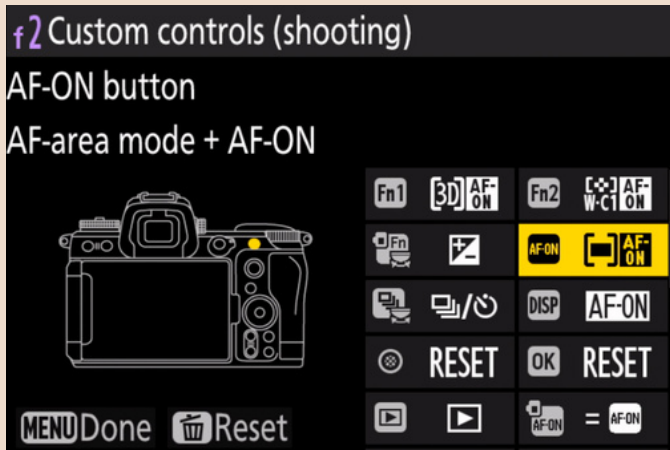 f2 Custom controls (shooting)
AF-ON button
AF-area mode + AF-ON
Fn1 [3D] AF-ON Fn2 W-C1 AF-ON
Fn AF-ON AF-ON
DISP AF-ON
RESET OK RESET
AF-ON = AF-ON
MENU Done Reset